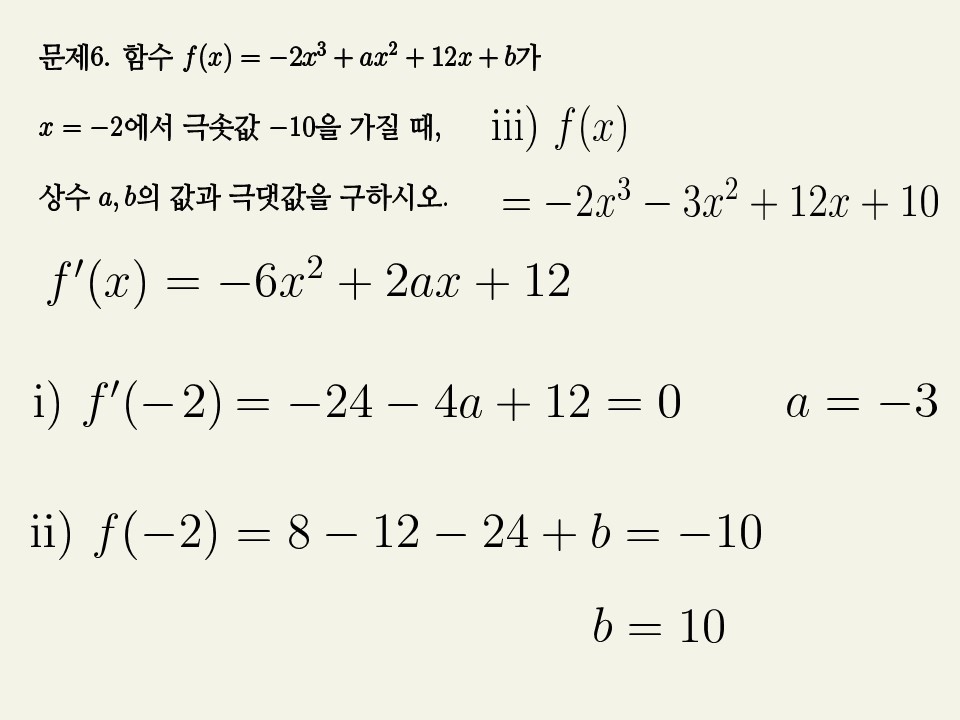 문제6. 함수 f(x) = −2x³ + ax² + 12x + b가
x = −2에서 극솟값 −10을 가질 때,
상수 a, b의 값과 극댓값을 구하시오.
f′(x) = −6x² + 2ax + 12
i) f′(−2) = −24 − 4a + 12 = 0 a = −3
ii) f(−2) = 8 − 12 − 24 + b = −10
b = 10
iii) f(x)
= −2x³ − 3x² + 12x + 10